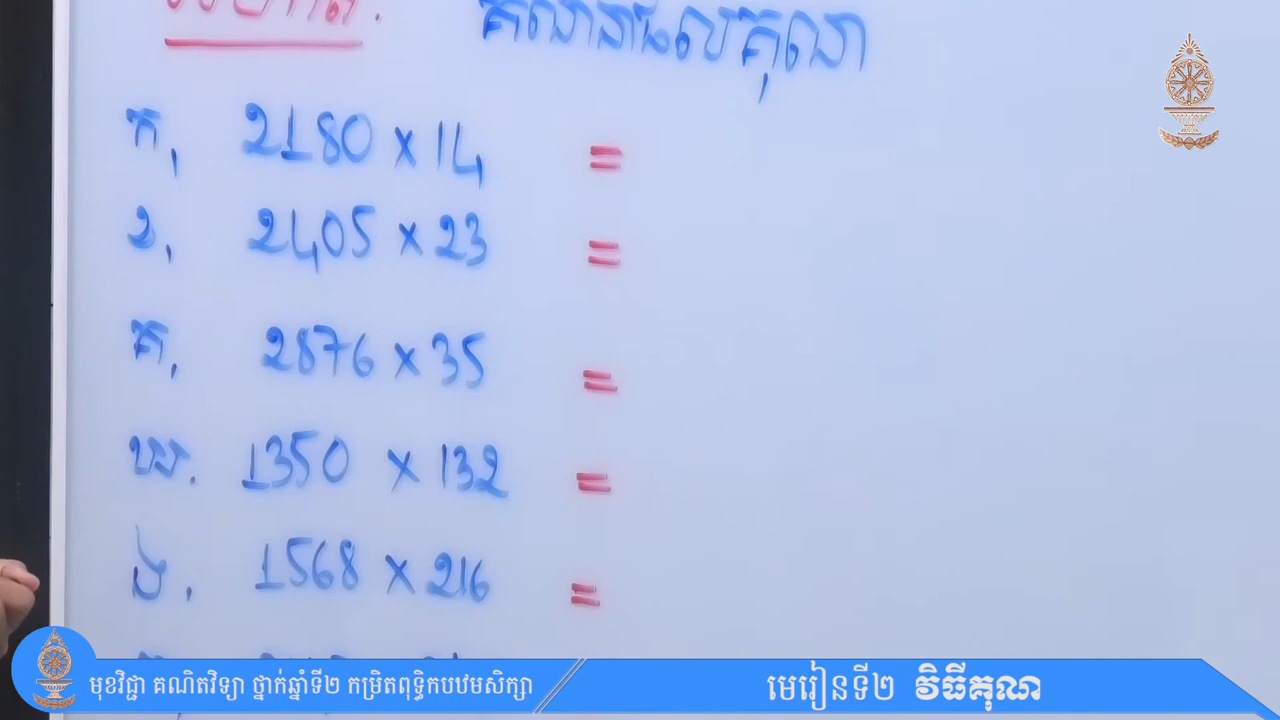 គណនាផលគុណ
ក, 2180 x 14 =
ខ, 2405 x 23 =
គ, 2876 x 35 =
ឃ. 1350 x 132 =
ង. 1568 x 216 =
មុខវិជ្ជា គណិតវិទ្យា ថ្នាក់ឆ្នាំទី២ កម្រិតពុទ្ធិកបឋមសិក្សា
មេរៀនទី២ វិធីគុណ